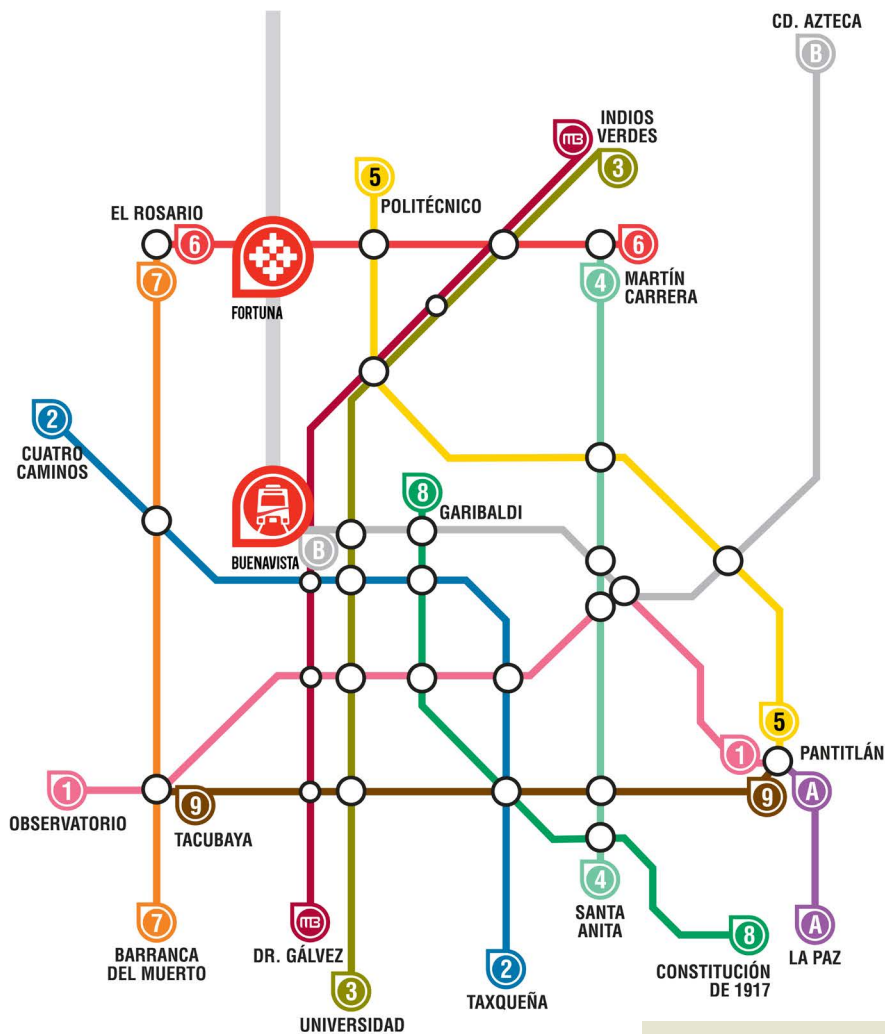 CD. AZTECA
B
INDIOS
VERDES
MB
3
5
POLITÉCNICO
EL ROSARIO
6
6
7
FORTUNA
4
MARTÍN
CARRERA
2
CUATRO
CAMINOS
8
GARIBALDI
BUENAVISTA
B
5
1
PANTITLÁN
1
OBSERVATORIO
9
TACUBAYA
9
A
7
BARRANCA
DEL MUERTO
MB
DR. GÁLVEZ
3
UNIVERSIDAD
2
TAXQUEÑA
4
SANTA
ANITA
8
CONSTITUCIÓN
DE 1917
A
LA PAZ